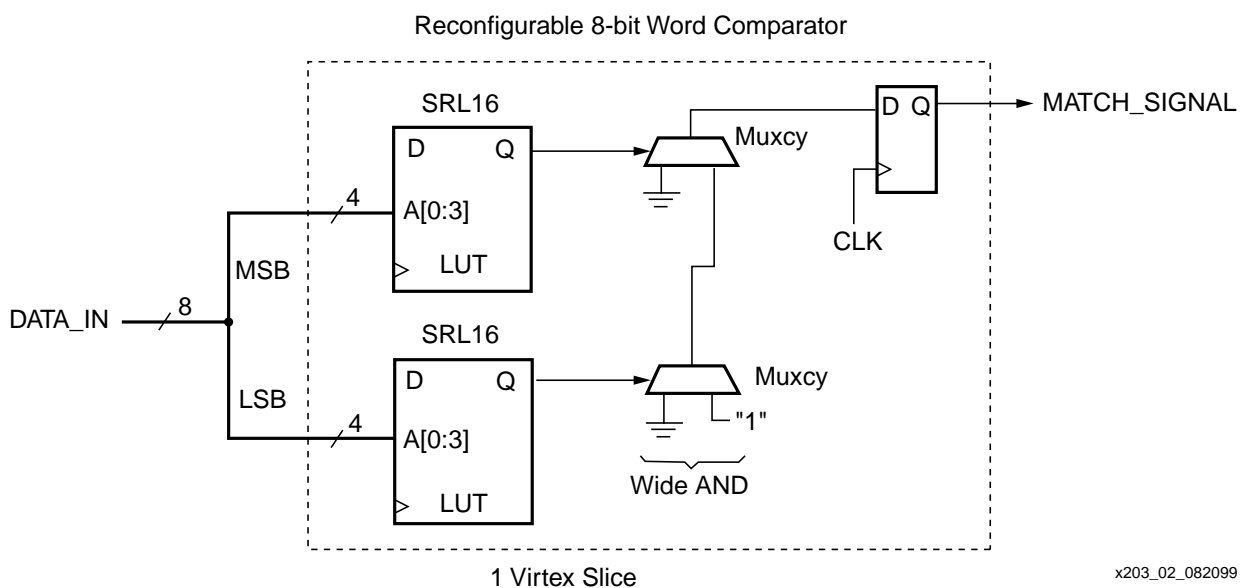 Reconfigurable 8-bit Word Comparator
SRL16
D Q
A[0:3]
LUT
4
MSB
Muxcy
D Q
MATCH_SIGNAL
CLK
DATA_IN
8
SRL16
D Q
A[0:3]
LUT
4
LSB
Muxcy
"1"
Wide AND
1 Virtex Slice
x203_02_082099